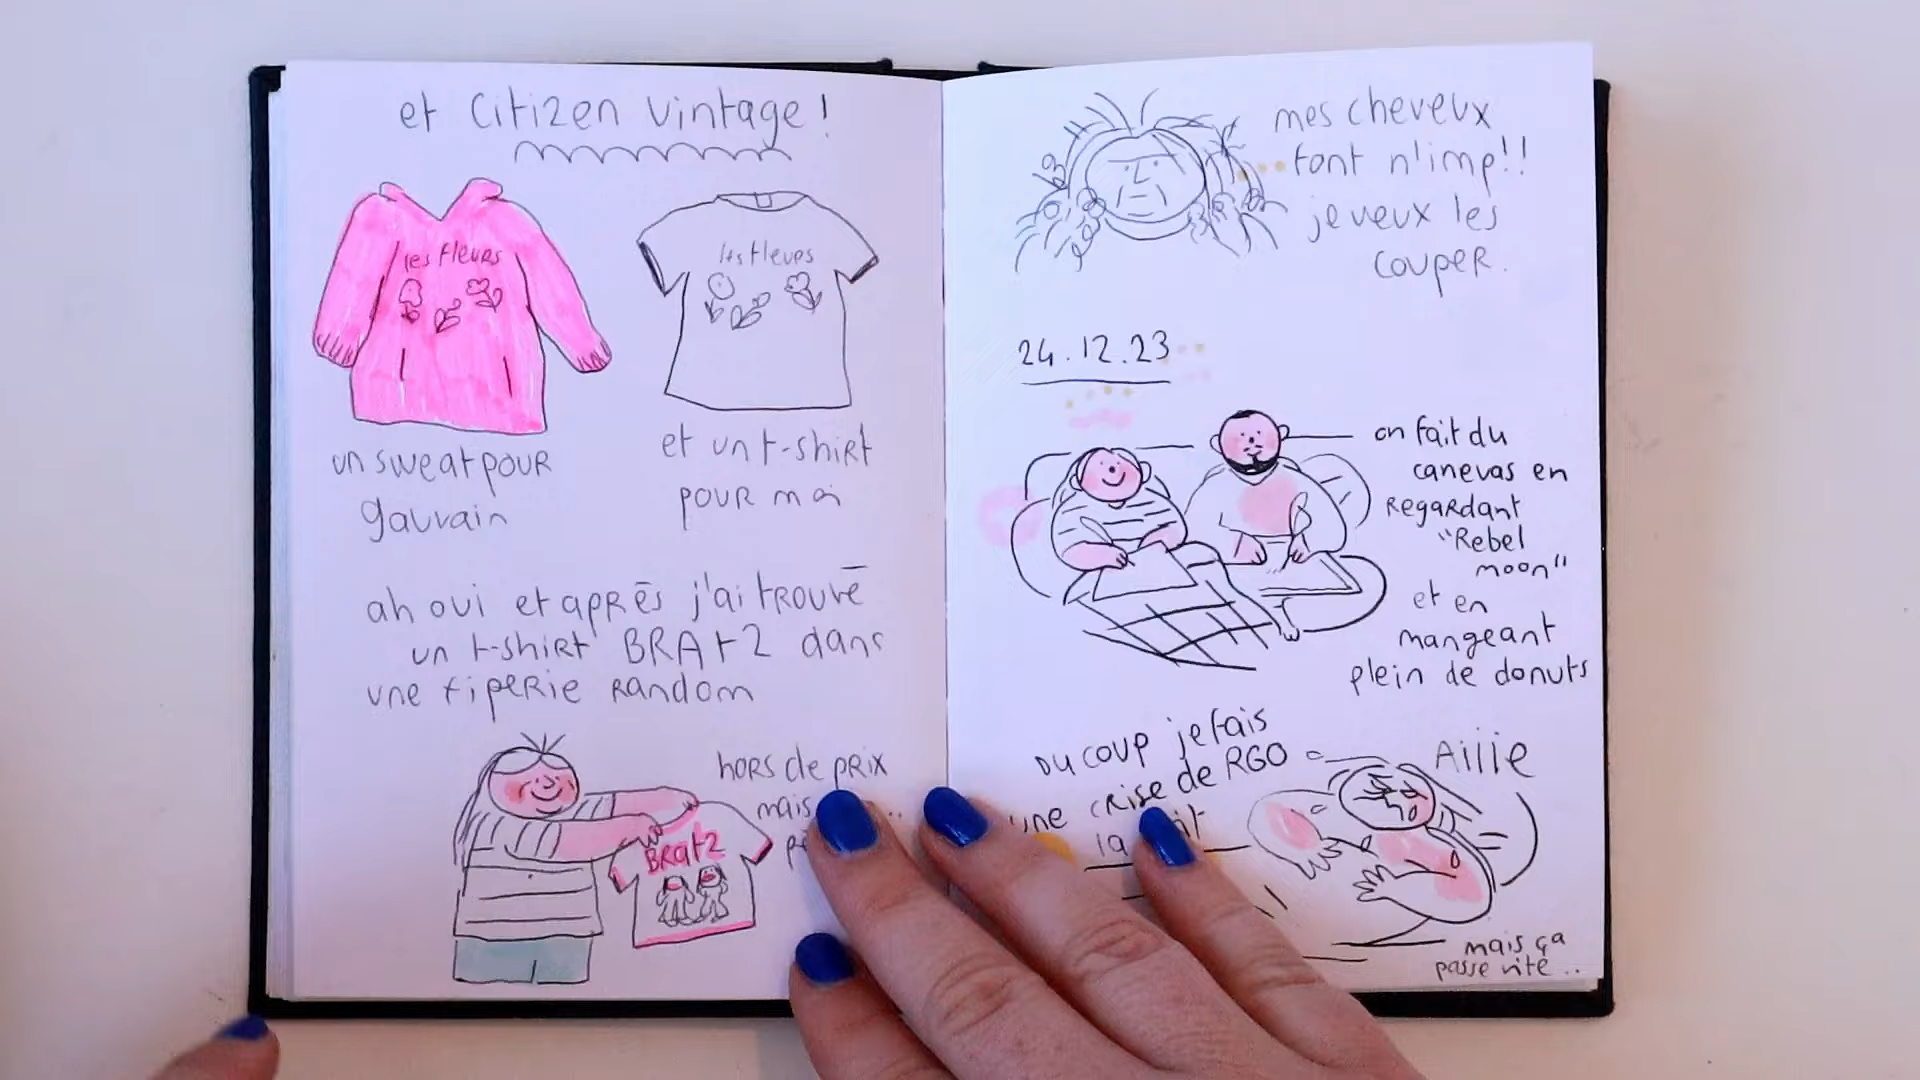 et Citizen vintage!
les fleurs
les fleurs
un sweat pour
gauvain
et un t-shirt
pour moi
ah oui et après j'ai trouvé
un t-shirt BRATZ dans
une friperie random
hors de prix
mais
BRATZ
mes cheveux
font n'imp!!
je veux les
couper.
24.12.23
on fait du
canevas en
regardant
"Rebel
moon"
et en
mangeant
plein de donuts
du coup je fais
une crise de RGO
la
Aïïïe
mais ça
passe vite..